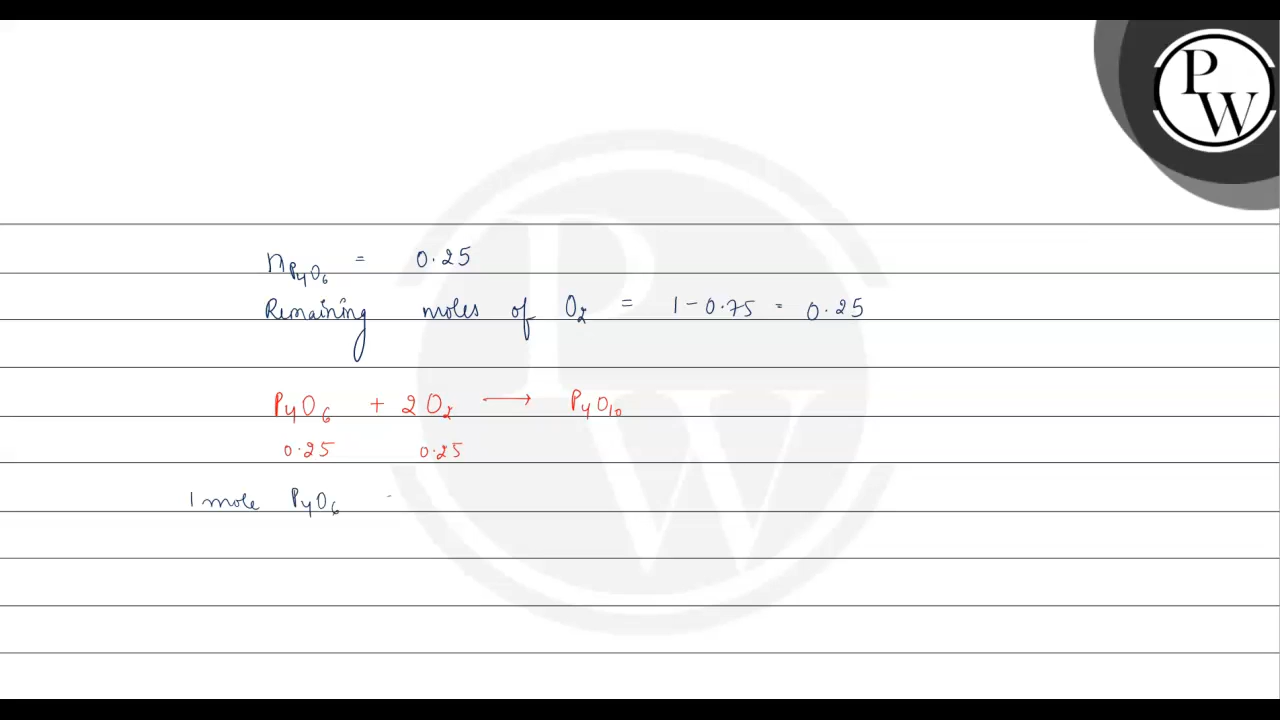 PW
n P₄O₆ = 0.25
Remaining moles of O₂ = 1 - 0.75 = 0.25
P₄O₆ + 2O₂ ⟶ P₄O₁₀
0.25 0.25
1 mole P₄O₆ -